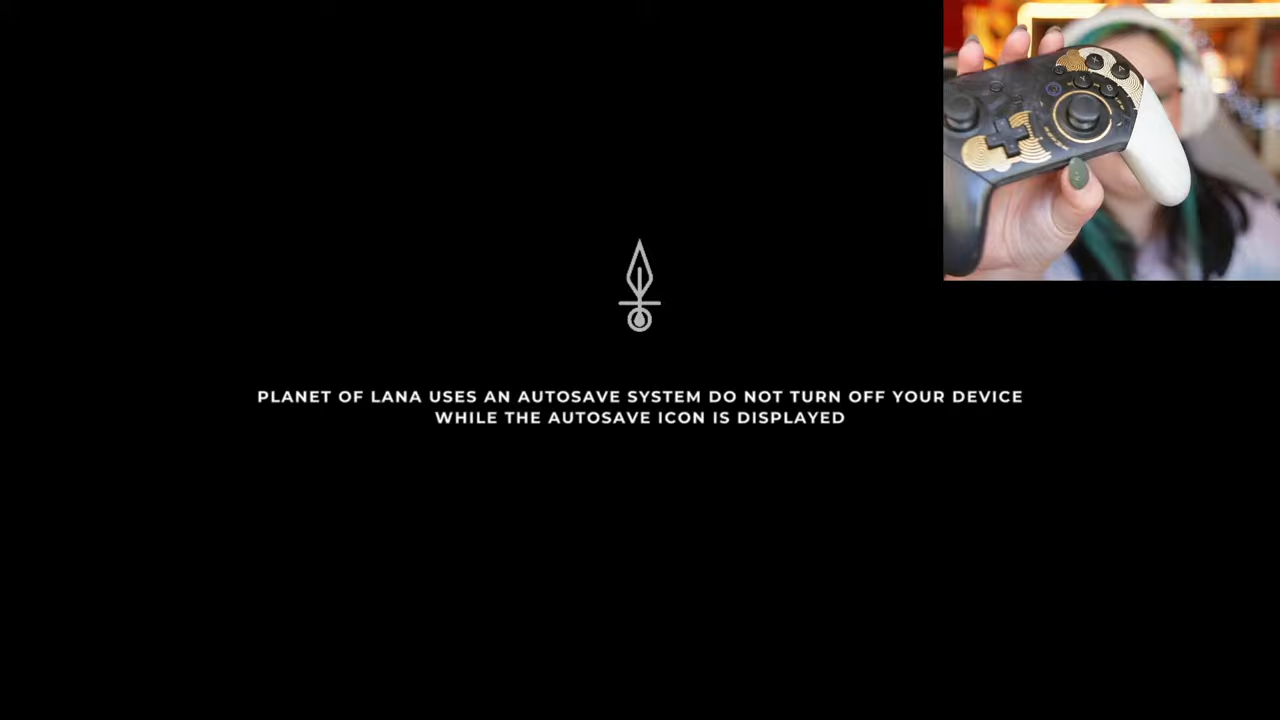 PLANET OF LANA USES AN AUTOSAVE SYSTEM DO NOT TURN OFF YOUR DEVICE
WHILE THE AUTOSAVE ICON IS DISPLAYED